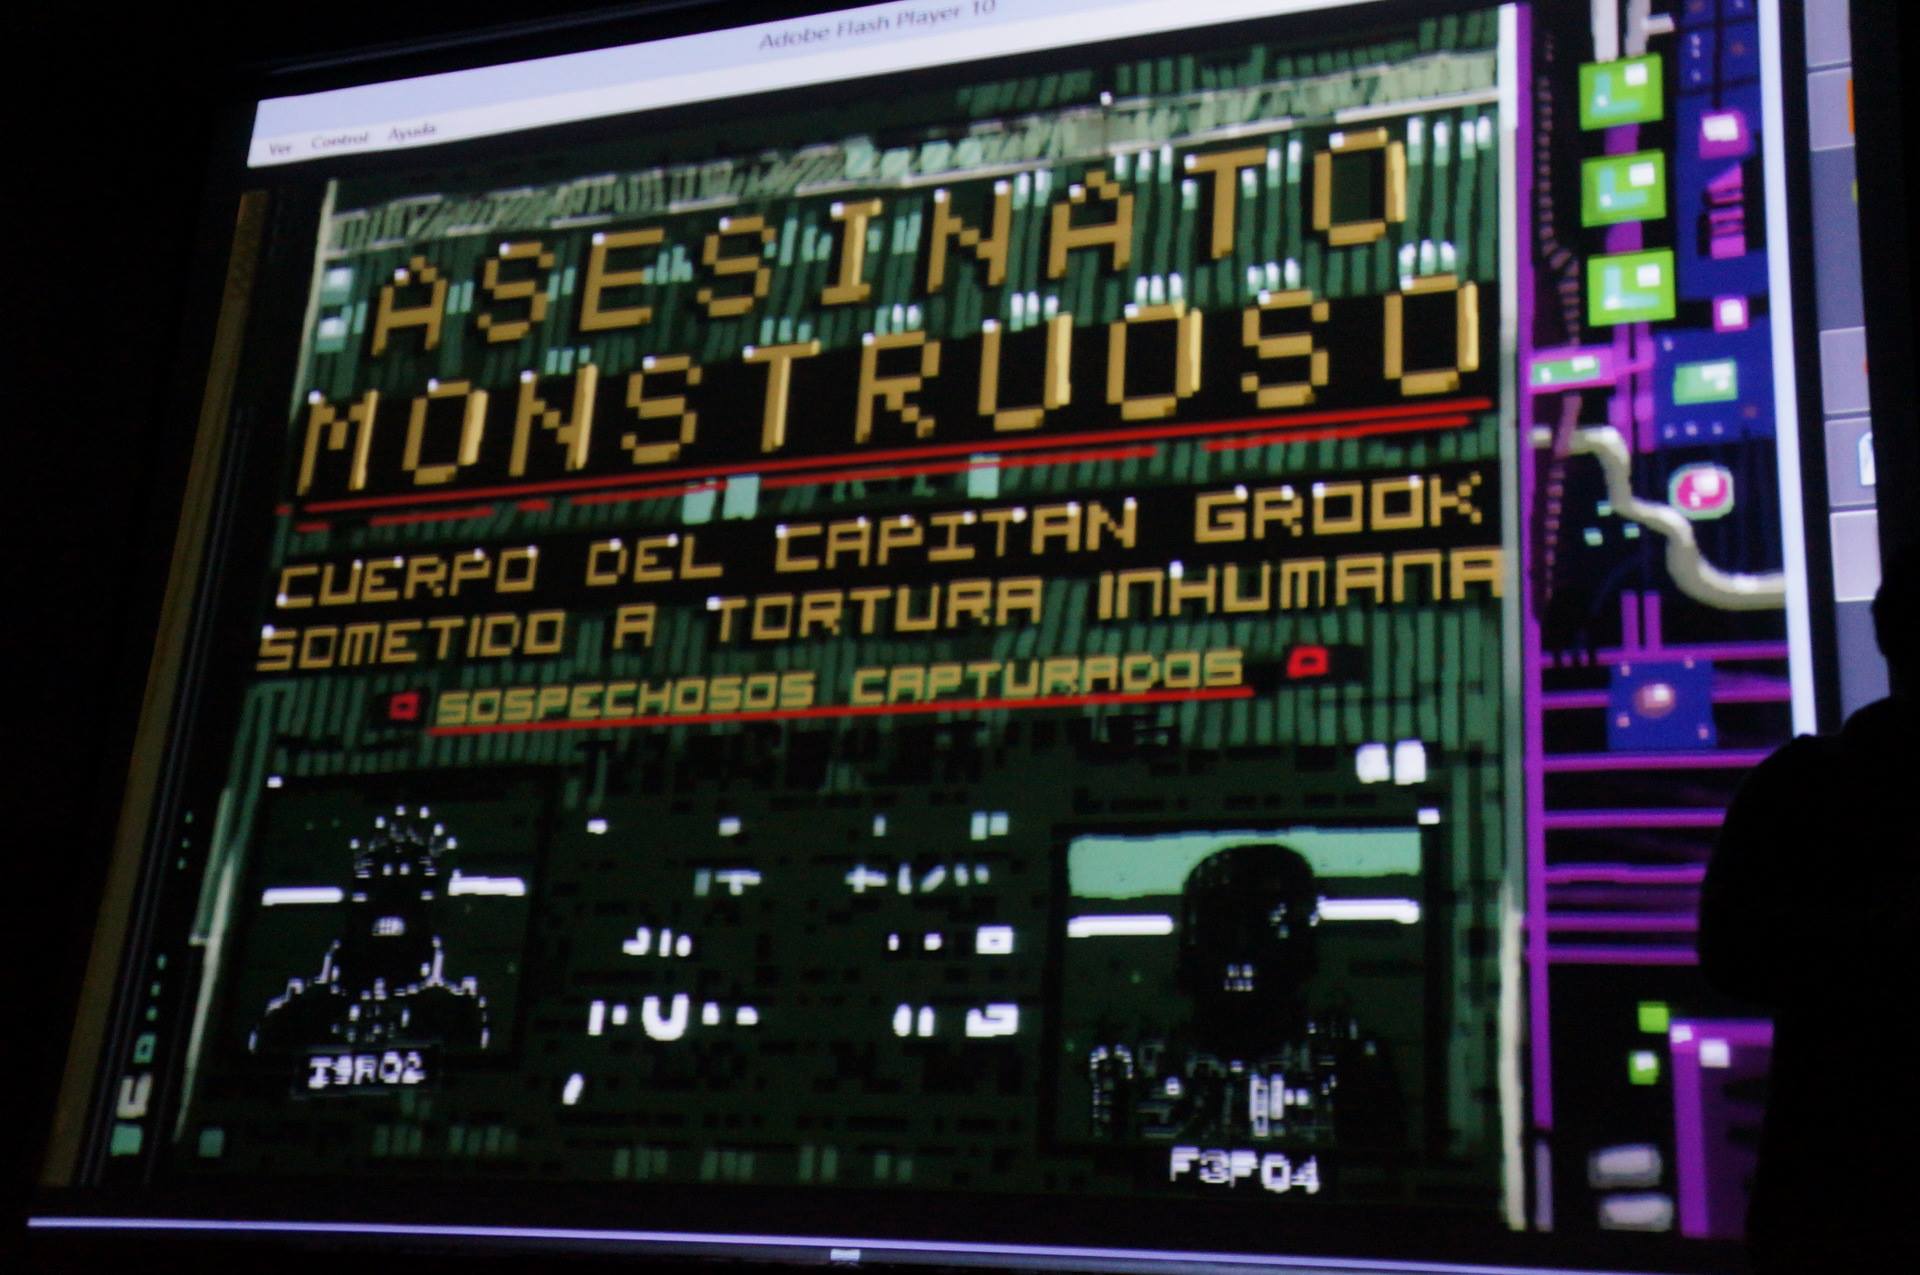 Adobe Flash Player 10
Ver Control Ayuda
ASESINATO
MONSTRUOSO
CUERPO DEL CAPITAN GROOK
SOMETIDO A TORTURA INHUMANA
SOSPECHOSOS CAPTURADOS
I9R02
F3F04